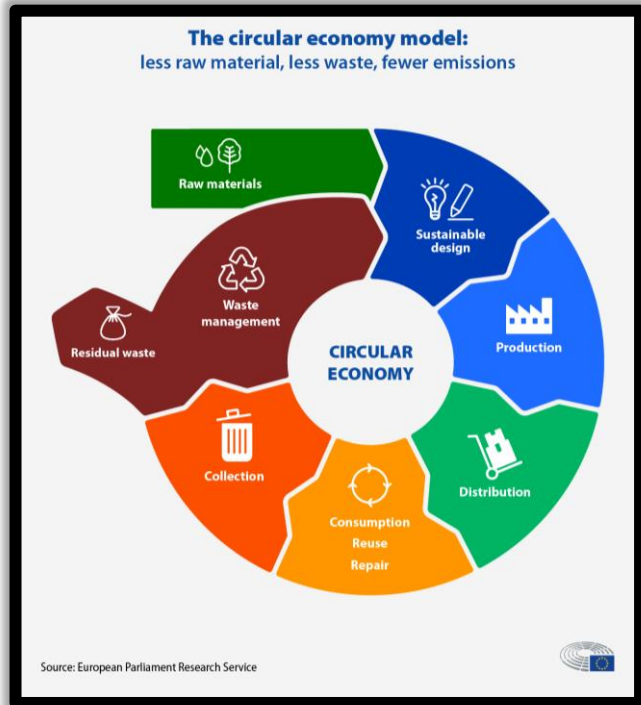 The circular economy model:
less raw material, less waste, fewer emissions
Raw materials
Sustainable
design
Production
Distribution
Consumption
Reuse
Repair
Collection
Waste
management
Residual waste
CIRCULAR
ECONOMY
Source: European Parliament Research Service